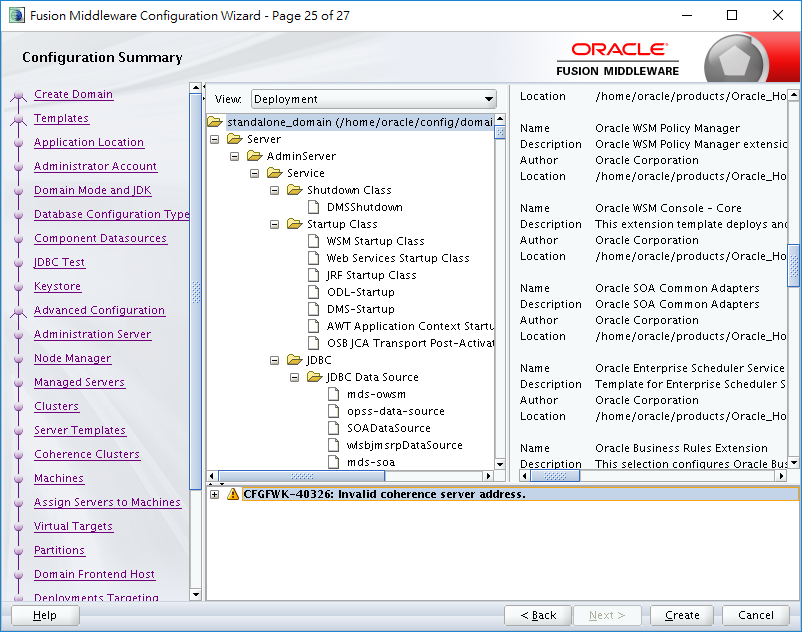 Fusion Middleware Configuration Wizard - Page 25 of 27
Configuration Summary
ORACLE
FUSION MIDDLEWARE
Create Domain
Templates
Application Location
Administrator Account
Domain Mode and JDK
Database Configuration Type
Component Datasources
JDBC Test
Keystore
Advanced Configuration
Administration Server
Node Manager
Managed Servers
Clusters
Server Templates
Coherence Clusters
Machines
Assign Servers to Machines
Virtual Targets
Partitions
Domain Frontend Host
Deployments Targeting
View: Deployment
standalone_domain (/home/oracle/config/domai
Server
AdminServer
Service
Shutdown Class
DMSShutdown
Startup Class
WSM Startup Class
Web Services Startup Class
JRF Startup Class
ODL-Startup
DMS-Startup
AWT Application Context Startu
OSB JCA Transport Post-Activat
JDBC
JDBC Data Source
mds-owsm
opss-data-source
SOADataSource
wlsbjmsrpDataSource
mds-soa
Location /home/oracle/products/Oracle_Ho
Name Oracle WSM Policy Manager
Description Oracle WSM Policy Manager extensio
Author Oracle Corporation
Location /home/oracle/products/Oracle_Ho
Name Oracle WSM Console - Core
Description This extension template deploys and
Author Oracle Corporation
Location /home/oracle/products/Oracle_Ho
Name Oracle SOA Common Adapters
Description Oracle SOA Common Adapters
Author Oracle Corporation
Location /home/oracle/products/Oracle_Ho
Name Oracle Enterprise Scheduler Service
Description Template for Enterprise Scheduler S
Author Oracle Corporation
Location /home/oracle/products/Oracle_Ho
Name Oracle Business Rules Extension
Description This selection configures Oracle Bus
CFGFWK-40326: Invalid coherence server address.
Help
< Back
Next >
Create
Cancel